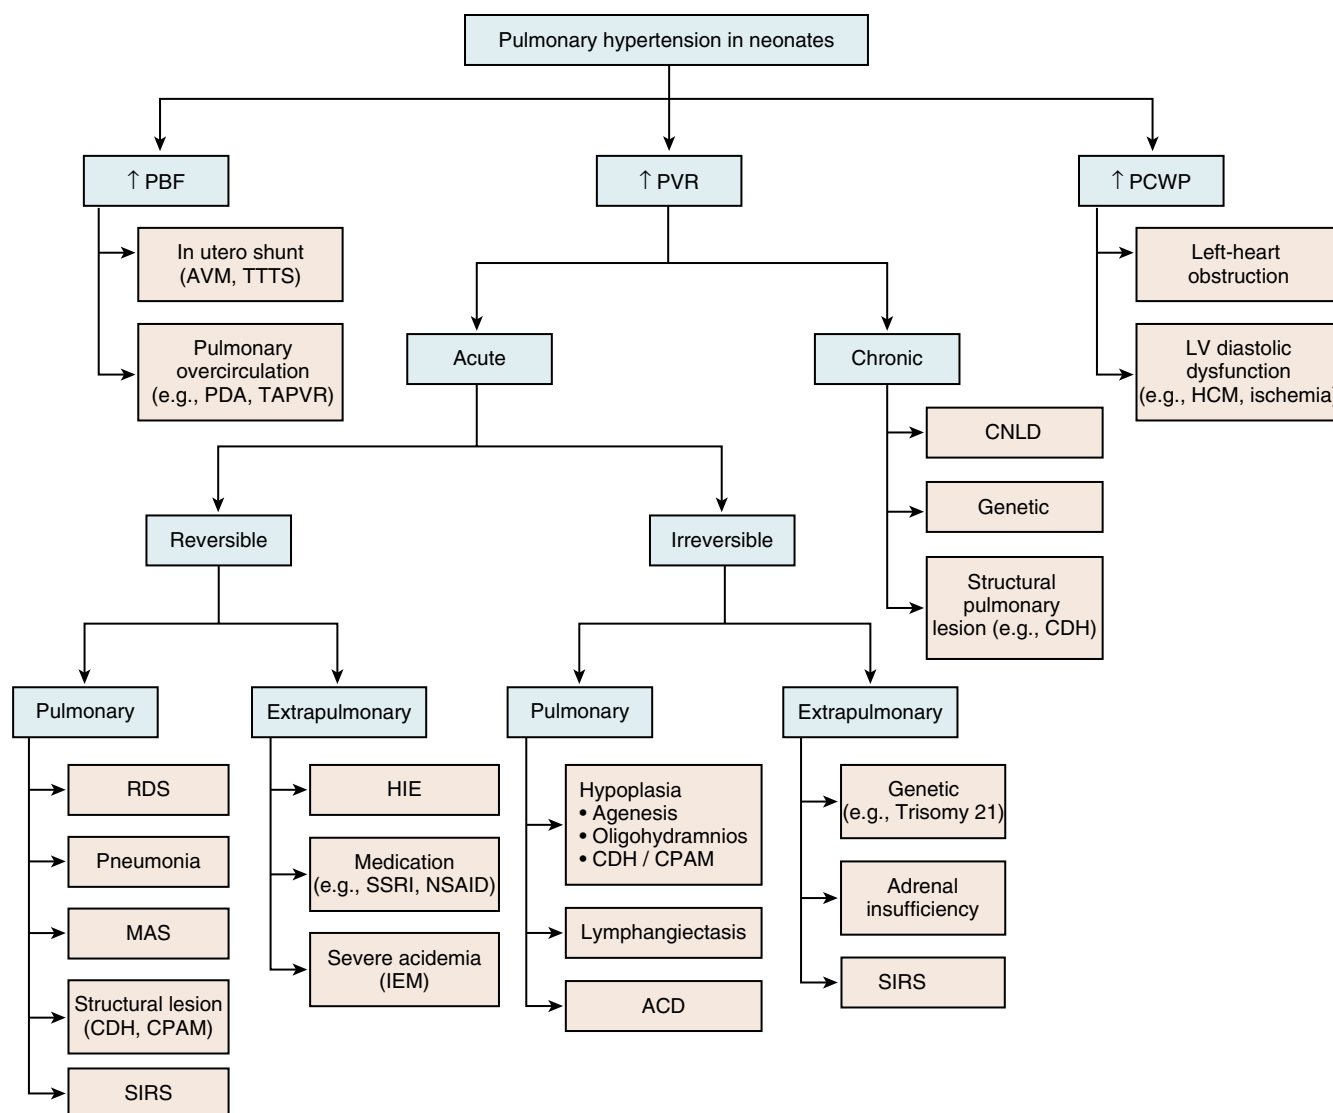 Pulmonary hypertension in neonates
↑ PBF
↑ PVR
↑ PCWP
In utero shunt
(AVM, TTTS)
Pulmonary
overcirculation
(e.g., PDA, TAPVR)
Left-heart
obstruction
LV diastolic
dysfunction
(e.g., HCM, ischemia)
Acute
Chronic
CNLD
Genetic
Structural
pulmonary
lesion (e.g., CDH)
Reversible
Irreversible
Pulmonary
Extrapulmonary
Pulmonary
Extrapulmonary
RDS
Pneumonia
MAS
Structural lesion
(CDH, CPAM)
SIRS
HIE
Medication
(e.g., SSRI, NSAID)
Severe acidemia
(IEM)
Hypoplasia
• Agenesis
• Oligohydramnios
• CDH / CPAM
Lymphangiectasis
ACD
Genetic
(e.g., Trisomy 21)
Adrenal
insufficiency
SIRS